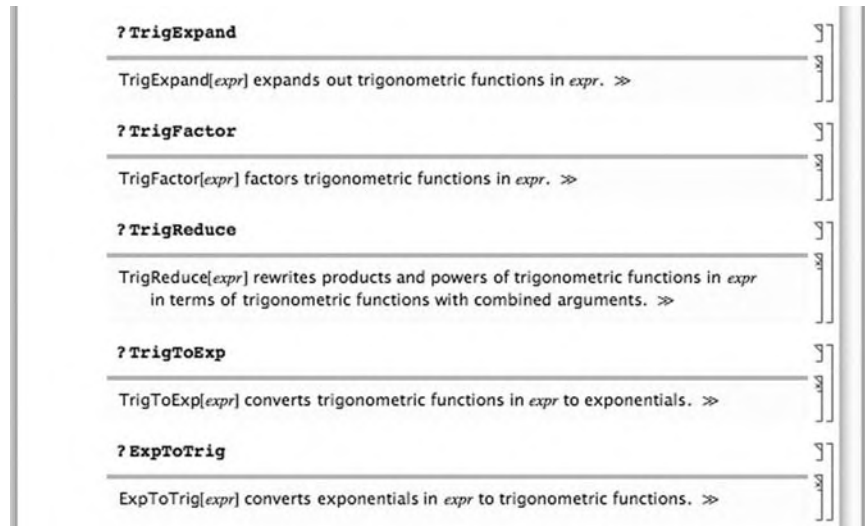 ? TrigExpand
TrigExpand[expr] expands out trigonometric functions in expr. ≫
? TrigFactor
TrigFactor[expr] factors trigonometric functions in expr. ≫
? TrigReduce
TrigReduce[expr] rewrites products and powers of trigonometric functions in expr
in terms of trigonometric functions with combined arguments. ≫
? TrigToExp
TrigToExp[expr] converts trigonometric functions in expr to exponentials. ≫
? ExpToTrig
ExpToTrig[expr] converts exponentials in expr to trigonometric functions. ≫